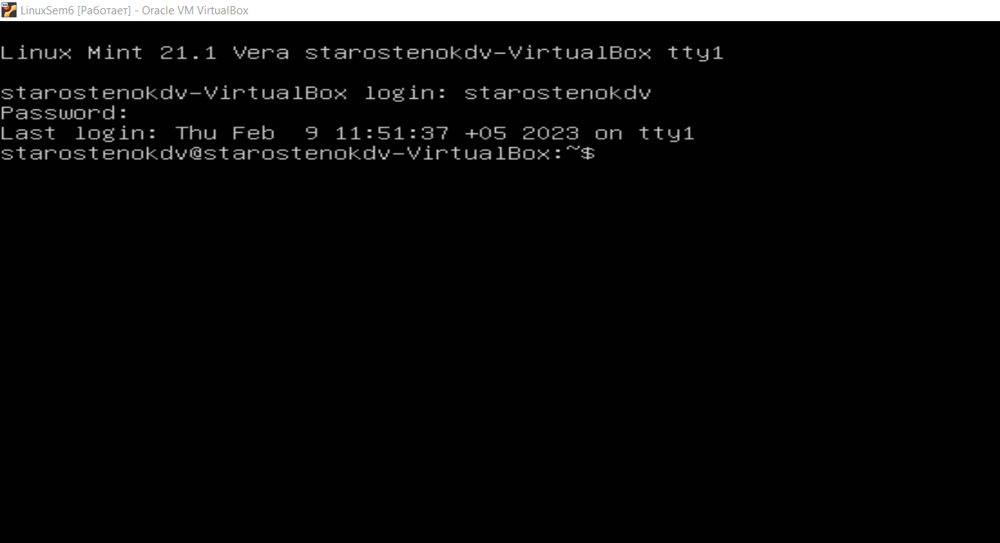 LinuxSem6 [Работает] - Oracle VM VirtualBox
Linux Mint 21.1 Vera starostenokdv-VirtualBox tty1
starostenokdv-VirtualBox login: starostenokdv
Password:
Last login: Thu Feb  9 11:51:37 +05 2023 on tty1
starostenokdv@starostenokdv-VirtualBox:~$